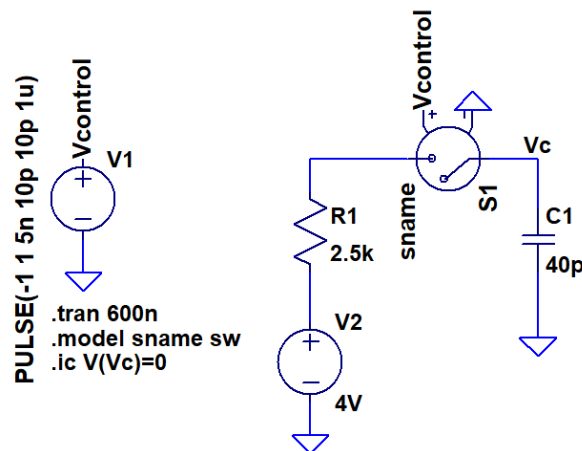 Vcontrol
V1
PULSE(-1 1 5n 10p 10p 1u)
.tran 600n
.model sname sw
.ic V(Vc)=0
Vcontrol
+
-
sname
S1
Vc
R1
2.5k
C1
40p
V2
4V